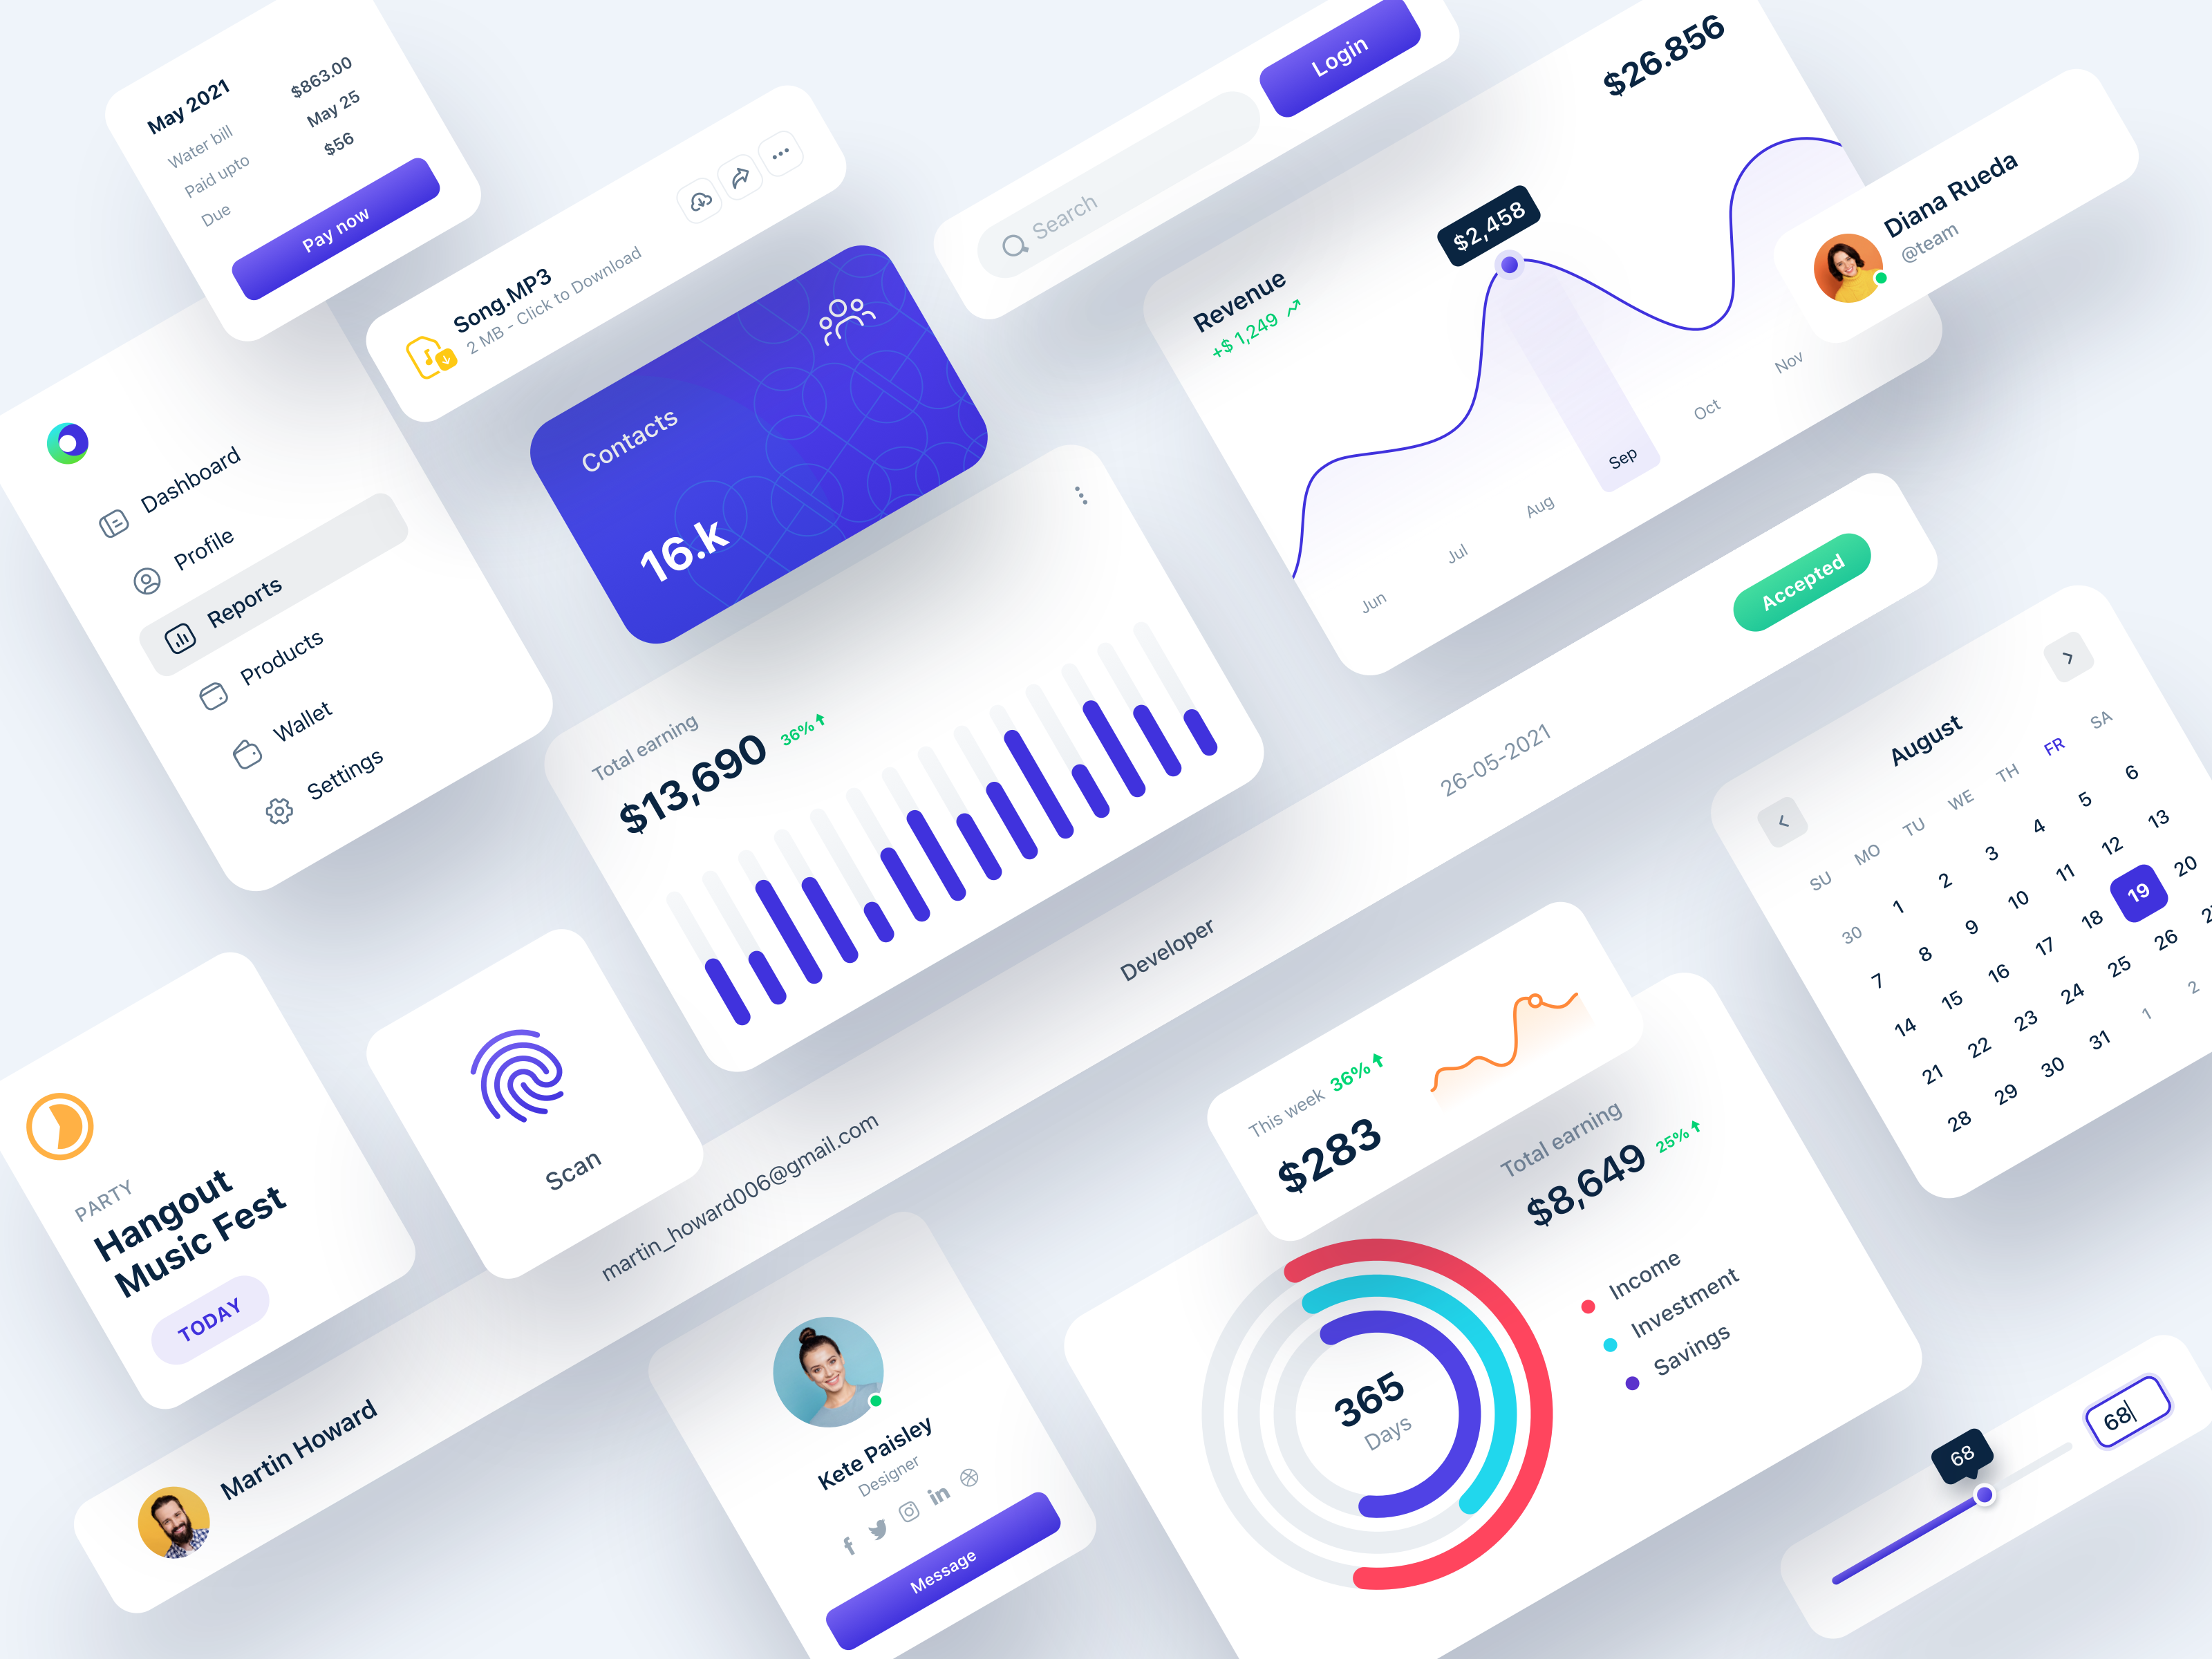 May 2021
Water bill $863.00
Paid upto May 25
Due $56
Pay now
Song.MP3
2 MB - Click to Download
Search
Login
Dashboard
Profile
Reports
Products
Wallet
Settings
Contacts
16.k
Revenue
+$ 1,249
$26.856
$2,458
Jun Jul Aug Sep Oct Nov
Diana Rueda
@team
Total earning
$13,690 36%
Martin Howard martin_howard006@gmail.com Developer 26-05-2021 Accepted
August
SU MO TU WE TH FR SA
30 1 2 3 4 5 6
7 8 9 10 11 12 13
14 15 16 17 18 19 20
21 22 23 24 25 26
28 29 30 31 1 2
PARTY
Hangout
Music Fest
TODAY
Scan
Kete Paisley
Designer
Message
This week 36%
$283
Total earning
$8,649 25%
365
Days
Income
Investment
Savings
68
68